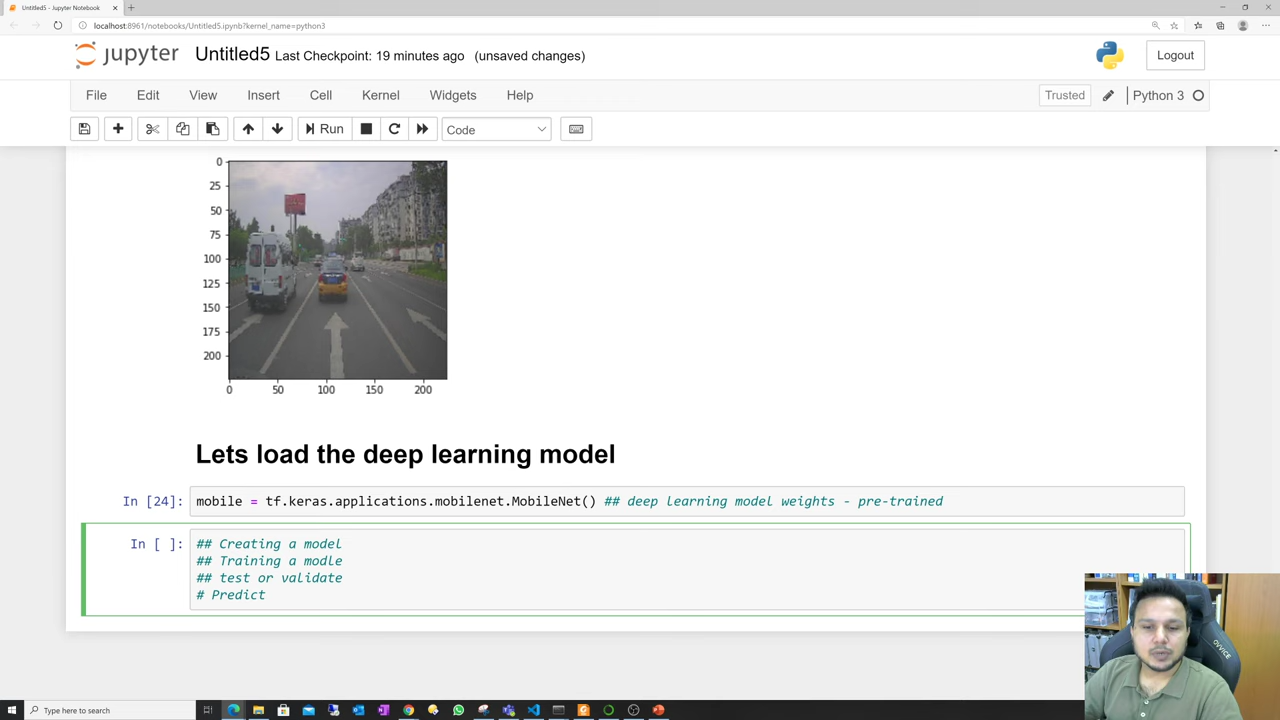 Untitled5 - Jupyter Notebook
localhost:8961/notebooks/Untitled5.ipynb?kernel_name=python3
jupyter Untitled5 Last Checkpoint: 19 minutes ago (unsaved changes)
Logout
File Edit View Insert Cell Kernel Widgets Help
Trusted
Python 3
Run
Code
0
25
50
75
100
125
150
175
200
0 50 100 150 200
Lets load the deep learning model
In [24]: mobile = tf.keras.applications.mobilenet.MobileNet() ## deep learning model weights - pre-trained
In [ ]: ## Creating a model
## Training a modle
## test or validate
# Predict
OVVICE
Type here to search